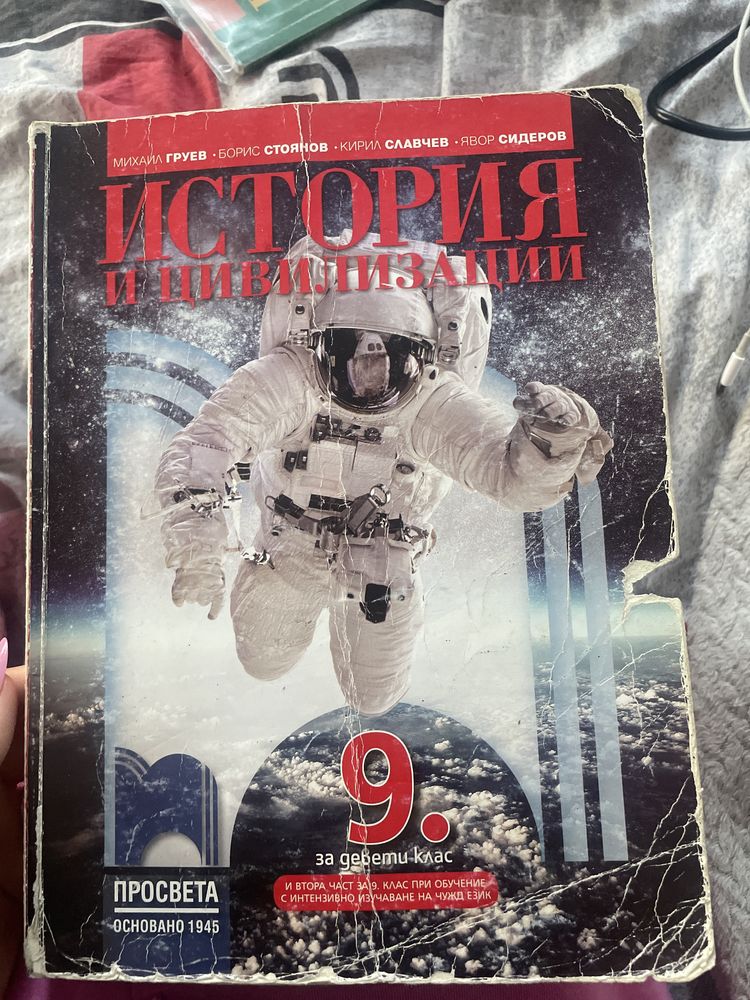 МИХАИЛ ГРУЕВ • БОРИС СТОЯНОВ • КИРИЛ СЛАВЧЕВ • ЯВОР СИДЕРОВ
ИСТОРИЯ
И ЦИВИЛИЗАЦИИ
9.
за девети клас
И ВТОРА ЧАСТ ЗА 9. КЛАС ПРИ ОБУЧЕНИЕ
С ИНТЕНЗИВНО ИЗУЧАВАНЕ НА ЧУЖД ЕЗИК
ПРОСВЕТА
ОСНОВАНО 1945